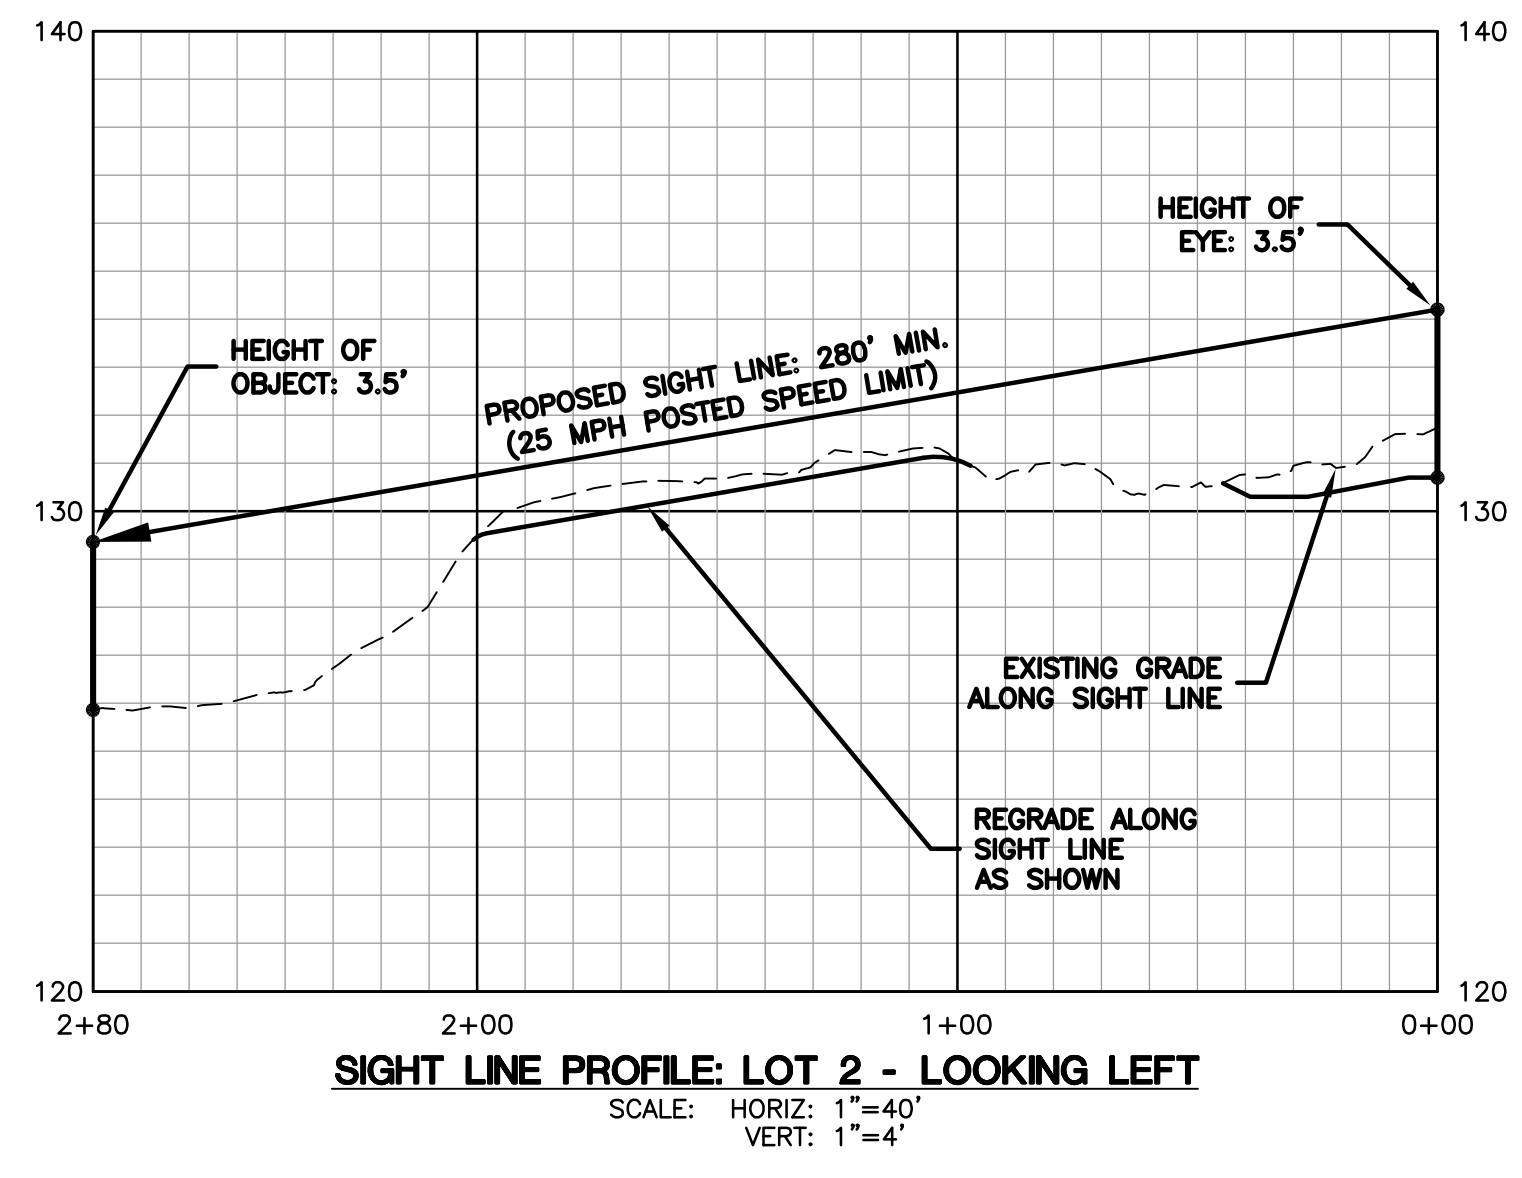 140
140
HEIGHT OF
EYE: 3.5'
HEIGHT OF
OBJECT: 3.5'
PROPOSED SIGHT LINE: 280' MIN.
(25 MPH POSTED SPEED LIMIT)
130
130
EXISTING GRADE
ALONG SIGHT LINE
REGRADE ALONG
SIGHT LINE
AS SHOWN
120
120
2+80
2+00
1+00
0+00
SIGHT LINE PROFILE: LOT 2 - LOOKING LEFT
SCALE: HORIZ: 1"=40'
VERT: 1"=4'